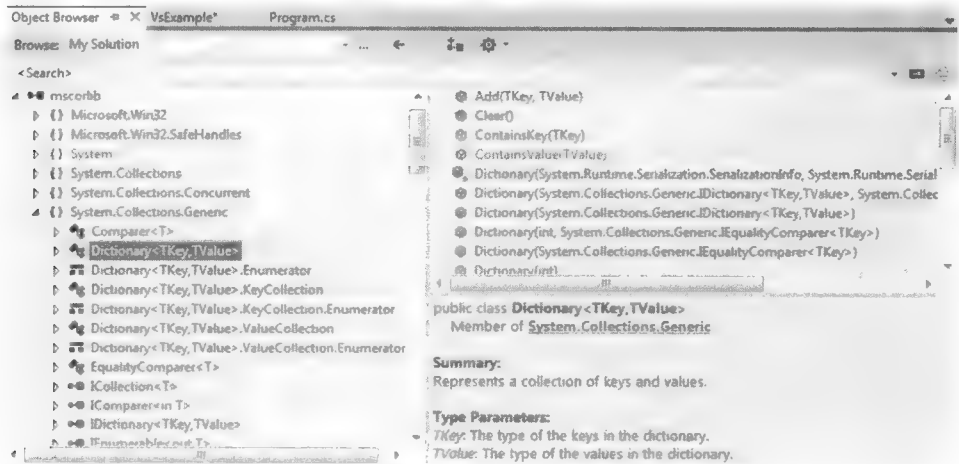 Object Browser VsExample* Program.cs
Browse: My Solution ...
<Search>
mscorlib
{} Microsoft.Win32
{} Microsoft.Win32.SafeHandles
{} System
{} System.Collections
{} System.Collections.Concurrent
{} System.Collections.Generic
Comparer<T>
Dictionary<TKey,TValue>
Dictionary<TKey,TValue>.Enumerator
Dictionary<TKey,TValue>.KeyCollection
Dictionary<TKey,TValue>.KeyCollection.Enumerator
Dictionary<TKey,TValue>.ValueCollection
Dictionary<TKey,TValue>.ValueCollection.Enumerator
EqualityComparer<T>
ICollection<T>
IComparer<in T>
IDictionary<TKey,TValue>
IEnumerable<out T>
Add(TKey, TValue)
Clear()
ContainsKey(TKey)
ContainsValue(TValue)
Dictionary(System.Runtime.Serialization.SerializationInfo, System.Runtime.Serial
Dictionary(System.Collections.Generic.IDictionary<TKey,TValue>, System.Collec
Dictionary(System.Collections.Generic.IDictionary<TKey,TValue>)
Dictionary(int, System.Collections.Generic.IEqualityComparer<TKey>)
Dictionary(System.Collections.Generic.IEqualityComparer<TKey>)
Dictionary(int)
public class Dictionary<TKey,TValue>
Member of System.Collections.Generic
Summary:
Represents a collection of keys and values.
Type Parameters:
TKey: The type of the keys in the dictionary.
TValue: The type of the values in the dictionary.